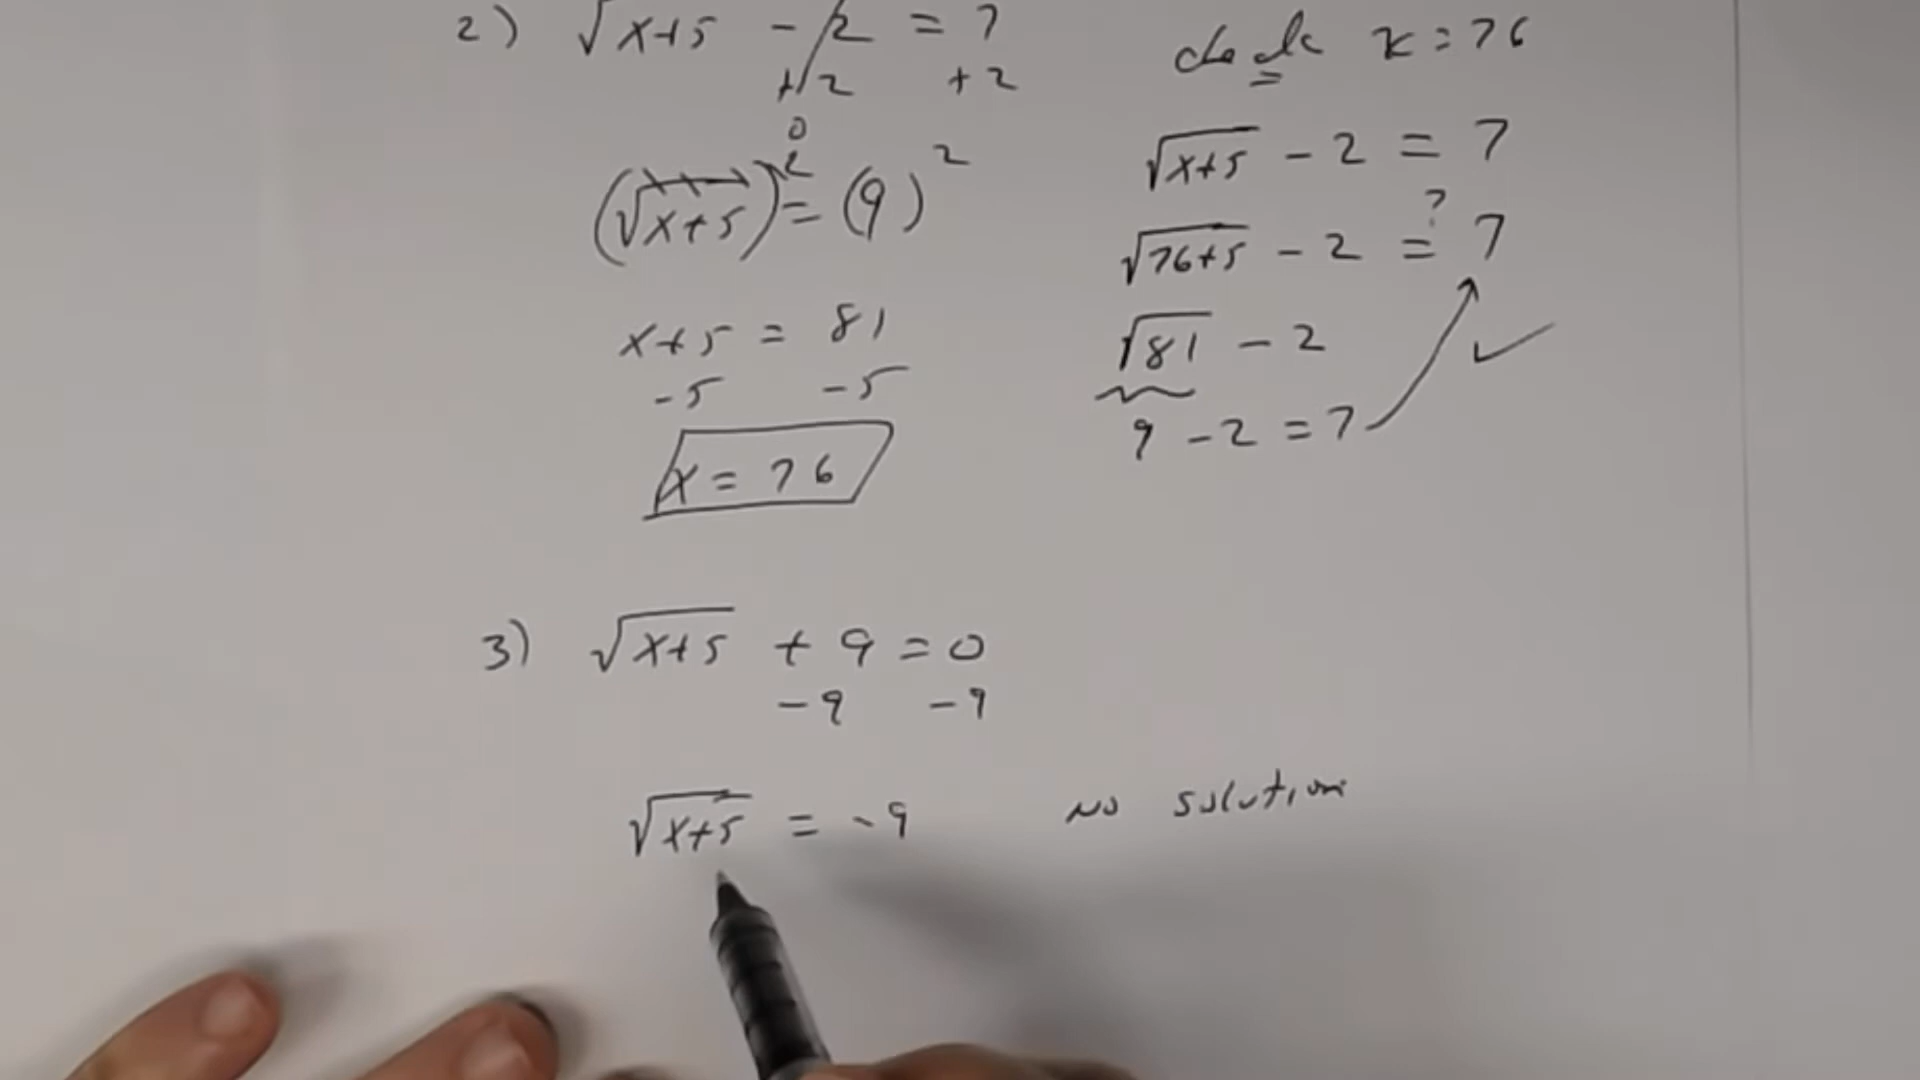 2) √x+5 - 2 = 7
+2 +2
0
(√x+5)² = (9)²
x+5 = 81
-5 -5
x = 76
check x = 76
√x+5 - 2 = 7
?
√76+5 - 2 = 7
√81 - 2
9 - 2 = 7 ✓
3) √x+5 + 9 = 0
-9 -9
√x+5 = -9 no solution